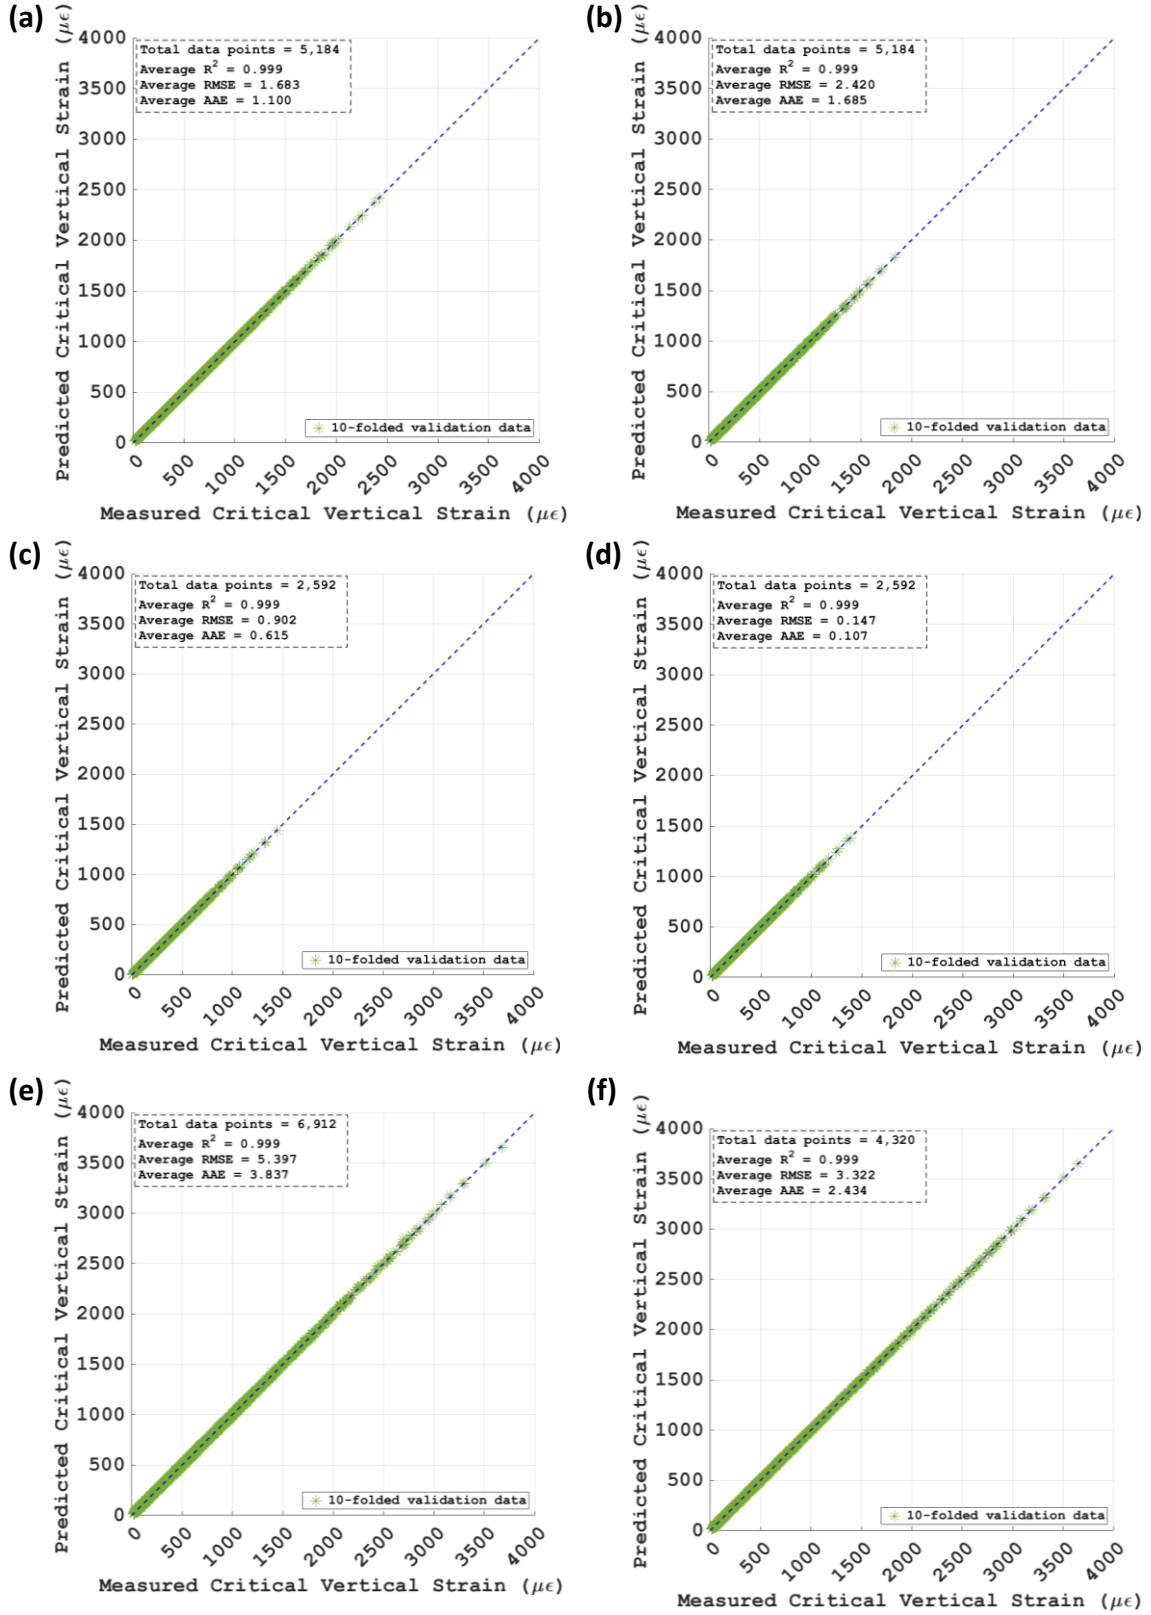 (a)
Predicted Critical Vertical Strain (με)
4000
3500
3000
2500
2000
1500
1000
500
0
Total data points = 5,184
Average R² = 0.999
Average RMSE = 1.683
Average AAE = 1.100
10-folded validation data
0 500 1000 1500 2000 2500 3000 3500 4000
Measured Critical Vertical Strain (με)
(b)
Predicted Critical Vertical Strain (με)
4000
3500
3000
2500
2000
1500
1000
500
0
Total data points = 5,184
Average R² = 0.999
Average RMSE = 2.420
Average AAE = 1.685
10-folded validation data
0 500 1000 1500 2000 2500 3000 3500 4000
Measured Critical Vertical Strain (με)
(c)
Predicted Critical Vertical Strain (με)
4000
3500
3000
2500
2000
1500
1000
500
0
Total data points = 2,592
Average R² = 0.999
Average RMSE = 0.902
Average AAE = 0.615
10-folded validation data
0 500 1000 1500 2000 2500 3000 3500 4000
Measured Critical Vertical Strain (με)
(d)
Predicted Critical Vertical Strain (με)
4000
3500
3000
2500
2000
1500
1000
500
0
Total data points = 2,592
Average R² = 0.999
Average RMSE = 0.147
Average AAE = 0.107
10-folded validation data
0 500 1000 1500 2000 2500 3000 3500 4000
Measured Critical Vertical Strain (με)
(e)
Predicted Critical Vertical Strain (με)
4000
3500
3000
2500
2000
1500
1000
500
0
Total data points = 6,912
Average R² = 0.999
Average RMSE = 5.397
Average AAE = 3.837
10-folded validation data
0 500 1000 1500 2000 2500 3000 3500 4000
Measured Critical Vertical Strain (με)
(f)
Predicted Critical Vertical Strain (με)
4000
3500
3000
2500
2000
1500
1000
500
0
Total data points = 4,320
Average R² = 0.999
Average RMSE = 3.322
Average AAE = 2.434
10-folded validation data
0 500 1000 1500 2000 2500 3000 3500 4000
Measured Critical Vertical Strain (με)